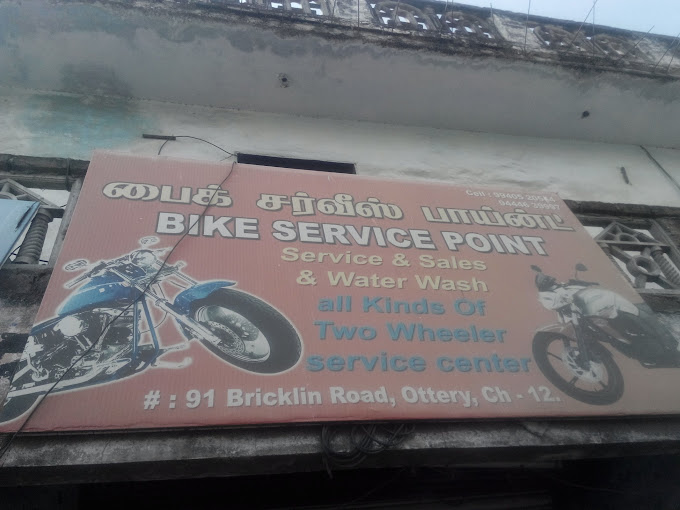 Cell :
பைக் சர்வீஸ் பாய்ண்ட்
BIKE SERVICE POINT
Service & Sales
& Water Wash
all Kinds Of
Two Wheeler
service center
# : 91 Bricklin Road, Ottery, Ch - 12.